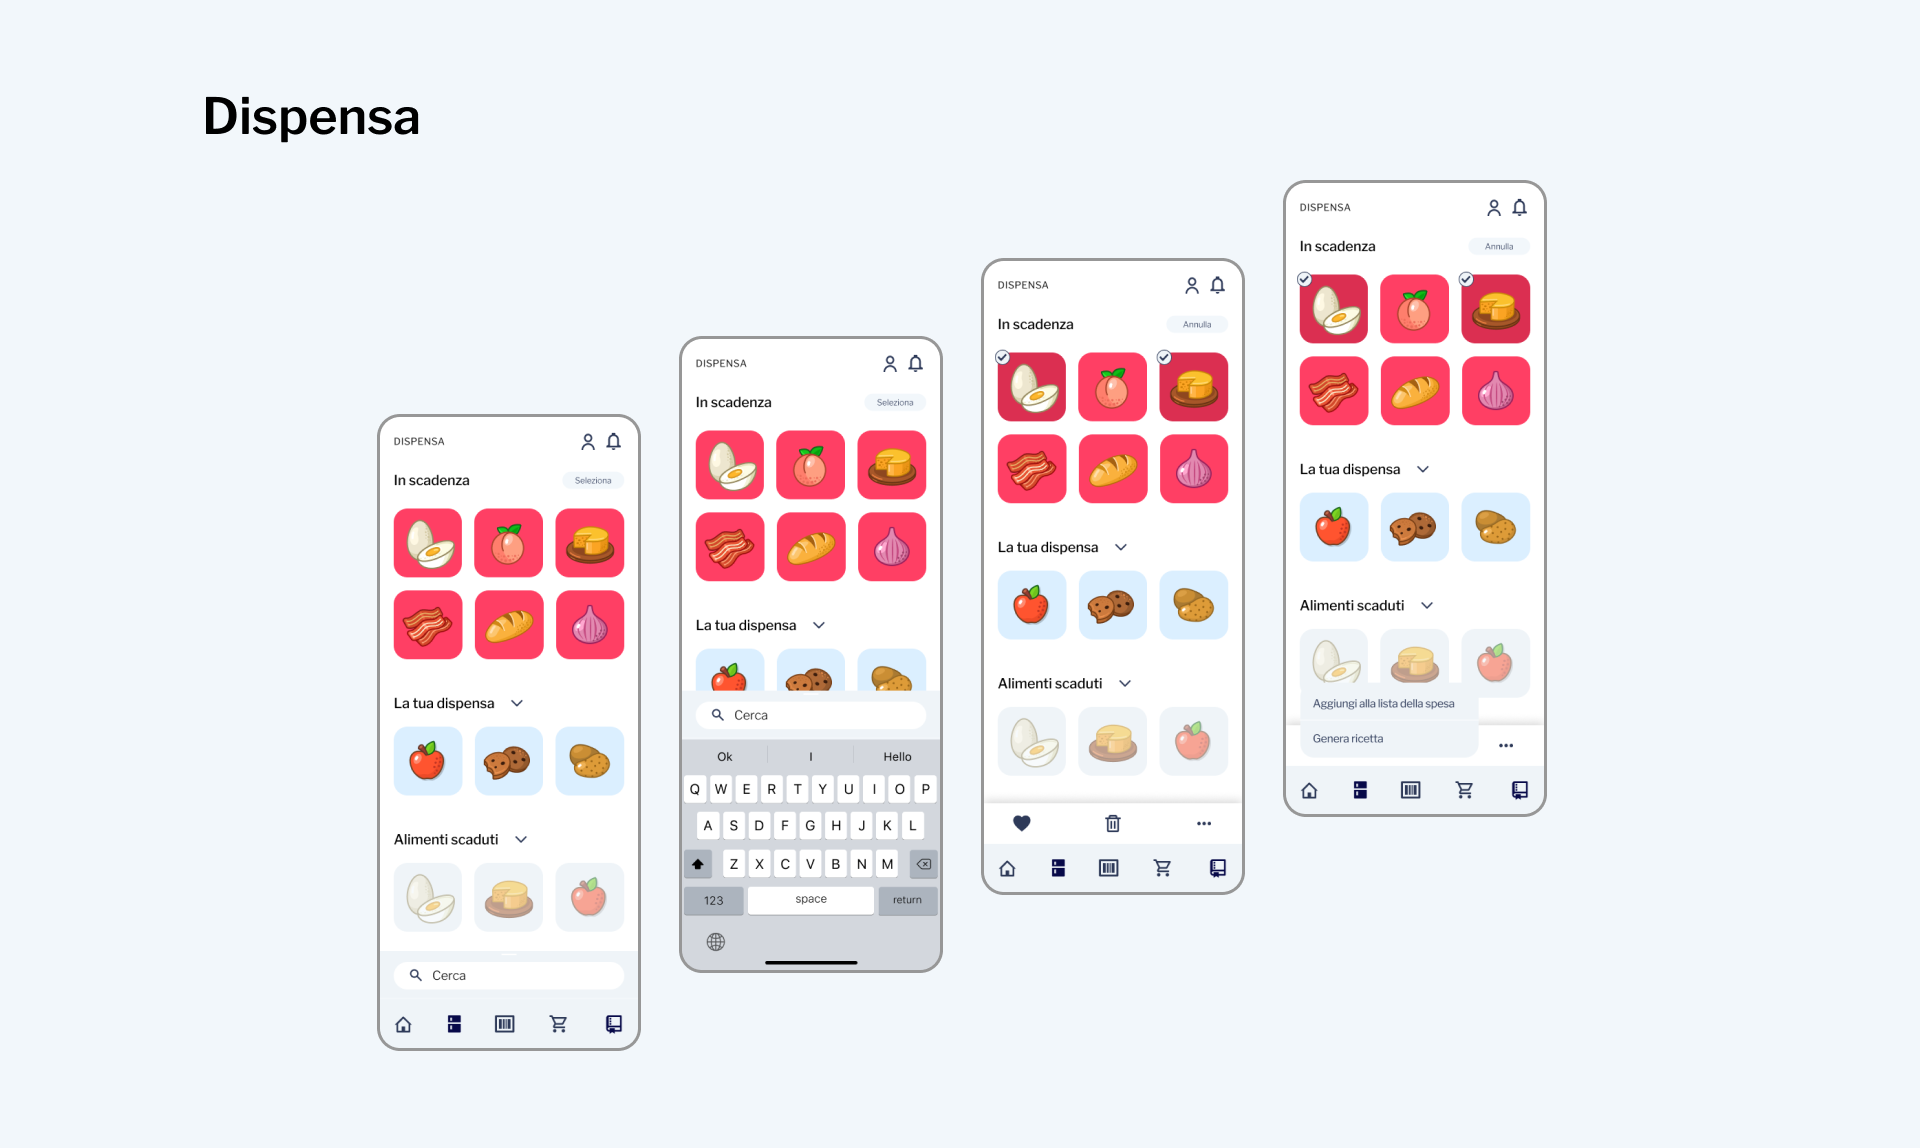 Dispensa
DISPENSA
In scadenza
Seleziona
La tua dispensa
Alimenti scaduti
Cerca
DISPENSA
In scadenza
Seleziona
La tua dispensa
Cerca
Ok I Hello
Q W E R T Y U I O P
A S D F G H J K L
Z X C V B N M
123 space return
DISPENSA
In scadenza
Annulla
La tua dispensa
Alimenti scaduti
DISPENSA
In scadenza
Annulla
La tua dispensa
Alimenti scaduti
Aggiungi alla lista della spesa
Genera ricetta